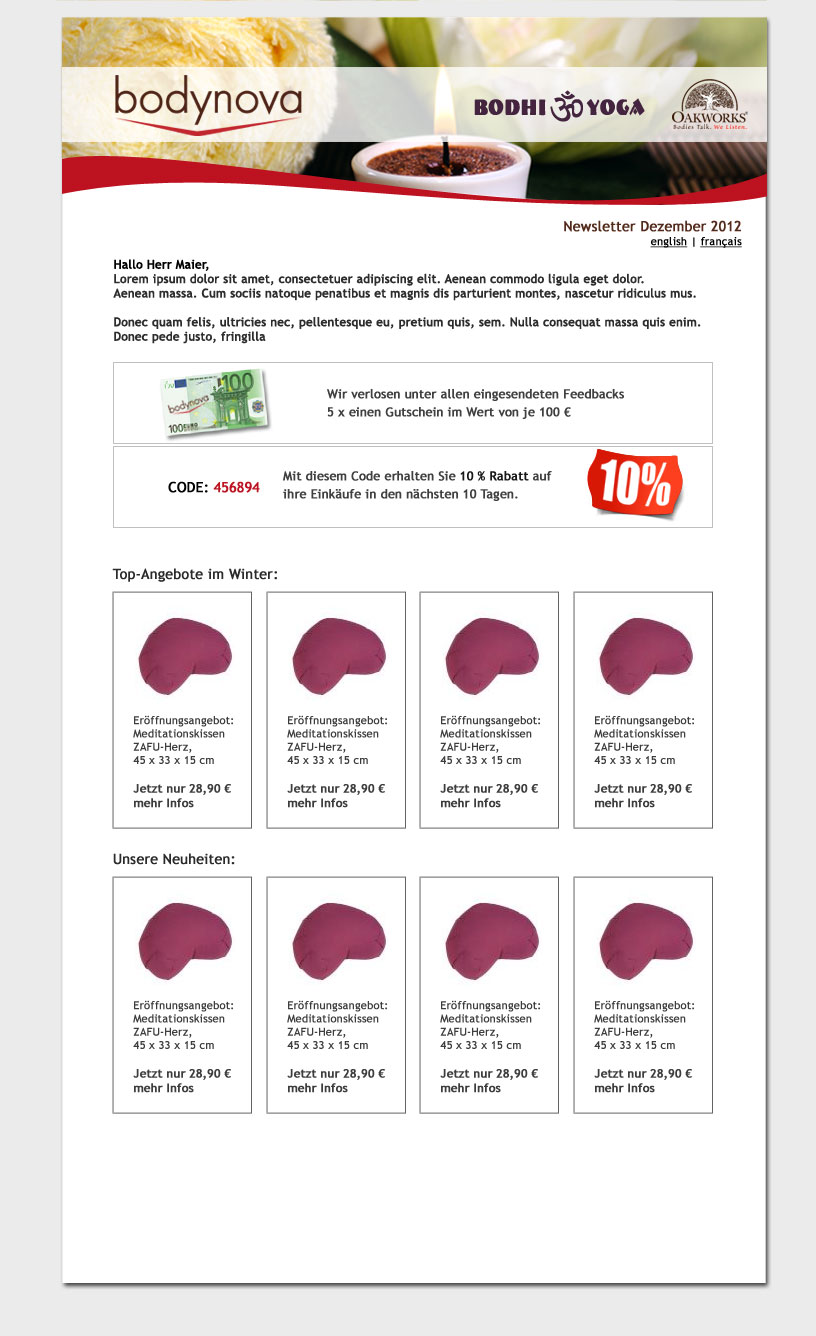 bodynova
BODHI ॐ YOGA
OAKWORKS®
Bodies Talk. We Listen.
Newsletter Dezember 2012
english | français
Hallo Herr Maier,
Lorem ipsum dolor sit amet, consectetuer adipiscing elit. Aenean commodo ligula eget dolor.
Aenean massa. Cum sociis natoque penatibus et magnis dis parturient montes, nascetur ridiculus mus.
Donec quam felis, ultricies nec, pellentesque eu, pretium quis, sem. Nulla consequat massa quis enim.
Donec pede justo, fringilla
100
bodynova
100 EURO
Wir verlosen unter allen eingesendeten Feedbacks
5 x einen Gutschein im Wert von je 100 €
CODE: 456894
Mit diesem Code erhalten Sie 10 % Rabatt auf
ihre Einkäufe in den nächsten 10 Tagen.
10%
Top-Angebote im Winter:
Eröffnungsangebot:
Meditationskissen
ZAFU-Herz,
45 x 33 x 15 cm
Jetzt nur 28,90 €
mehr Infos
Eröffnungsangebot:
Meditationskissen
ZAFU-Herz,
45 x 33 x 15 cm
Jetzt nur 28,90 €
mehr Infos
Eröffnungsangebot:
Meditationskissen
ZAFU-Herz,
45 x 33 x 15 cm
Jetzt nur 28,90 €
mehr Infos
Eröffnungsangebot:
Meditationskissen
ZAFU-Herz,
45 x 33 x 15 cm
Jetzt nur 28,90 €
mehr Infos
Unsere Neuheiten:
Eröffnungsangebot:
Meditationskissen
ZAFU-Herz,
45 x 33 x 15 cm
Jetzt nur 28,90 €
mehr Infos
Eröffnungsangebot:
Meditationskissen
ZAFU-Herz,
45 x 33 x 15 cm
Jetzt nur 28,90 €
mehr Infos
Eröffnungsangebot:
Meditationskissen
ZAFU-Herz,
45 x 33 x 15 cm
Jetzt nur 28,90 €
mehr Infos
Eröffnungsangebot:
Meditationskissen
ZAFU-Herz,
45 x 33 x 15 cm
Jetzt nur 28,90 €
mehr Infos